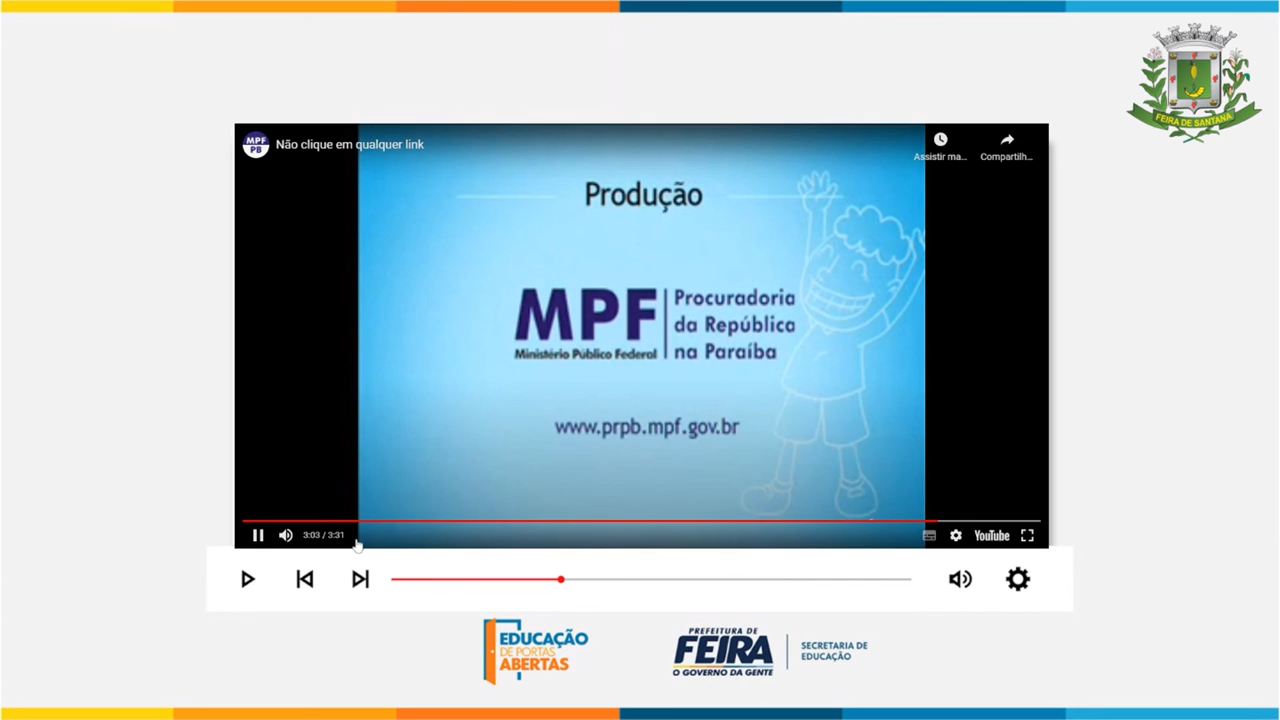 FEIRA DE SANTANA
MPF
PB
Não clique em qualquer link
Assistir ma...
Compartilh...
Produção
MPF
Ministério Público Federal
Procuradoria
da República
na Paraíba
www.prpb.mpf.gov.br
3:03 / 3:31
YouTube
EDUCAÇÃO
DE PORTAS
ABERTAS
PREFEITURA DE
FEIRA
O GOVERNO DA GENTE
SECRETARIA DE
EDUCAÇÃO